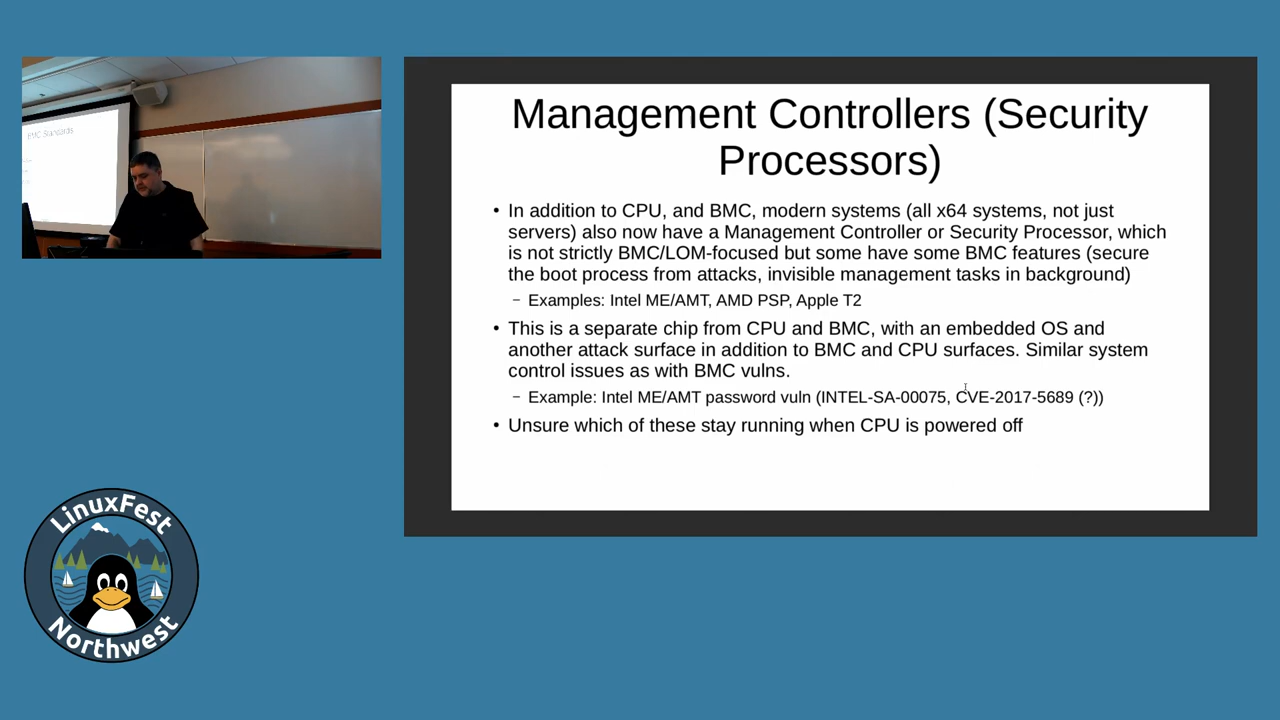 BMC Standards
Management Controllers (Security
Processors)
• In addition to CPU, and BMC, modern systems (all x64 systems, not just
servers) also now have a Management Controller or Security Processor, which
is not strictly BMC/LOM-focused but some have some BMC features (secure
the boot process from attacks, invisible management tasks in background)
– Examples: Intel ME/AMT, AMD PSP, Apple T2
• This is a separate chip from CPU and BMC, with an embedded OS and
another attack surface in addition to BMC and CPU surfaces. Similar system
control issues as with BMC vulns.
– Example: Intel ME/AMT password vuln (INTEL-SA-00075, CVE-2017-5689 (?))
• Unsure which of these stay running when CPU is powered off
LinuxFest
Northwest